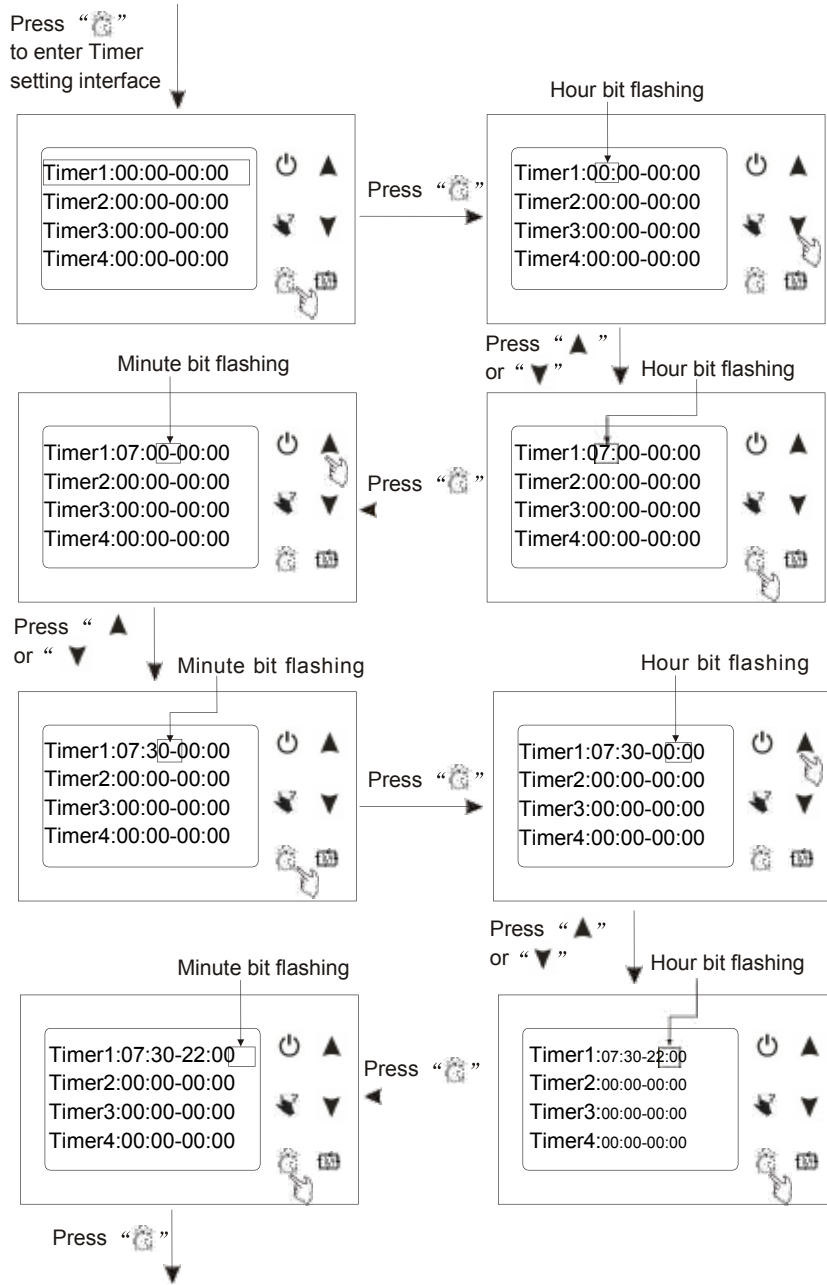 Press “ ”
to enter Timer
setting interface
Timer1:00:00-00:00
Timer2:00:00-00:00
Timer3:00:00-00:00
Timer4:00:00-00:00
Press “ ”
Hour bit flashing
Timer1:00:00-00:00
Timer2:00:00-00:00
Timer3:00:00-00:00
Timer4:00:00-00:00
Press “ ▲ ”
or “ ▼ ”
Hour bit flashing
Timer1:07:00-00:00
Timer2:00:00-00:00
Timer3:00:00-00:00
Timer4:00:00-00:00
Press “ ”
Minute bit flashing
Timer1:07:00-00:00
Timer2:00:00-00:00
Timer3:00:00-00:00
Timer4:00:00-00:00
Press “ ▲
or “ ▼
Minute bit flashing
Timer1:07:30-00:00
Timer2:00:00-00:00
Timer3:00:00-00:00
Timer4:00:00-00:00
Press “ ”
Hour bit flashing
Timer1:07:30-00:00
Timer2:00:00-00:00
Timer3:00:00-00:00
Timer4:00:00-00:00
Press “ ▲ ”
or “ ▼ ”
Hour bit flashing
Timer1:07:30-22:00
Timer2:00:00-00:00
Timer3:00:00-00:00
Timer4:00:00-00:00
Press “ ”
Minute bit flashing
Timer1:07:30-22:00
Timer2:00:00-00:00
Timer3:00:00-00:00
Timer4:00:00-00:00
Press “ ”